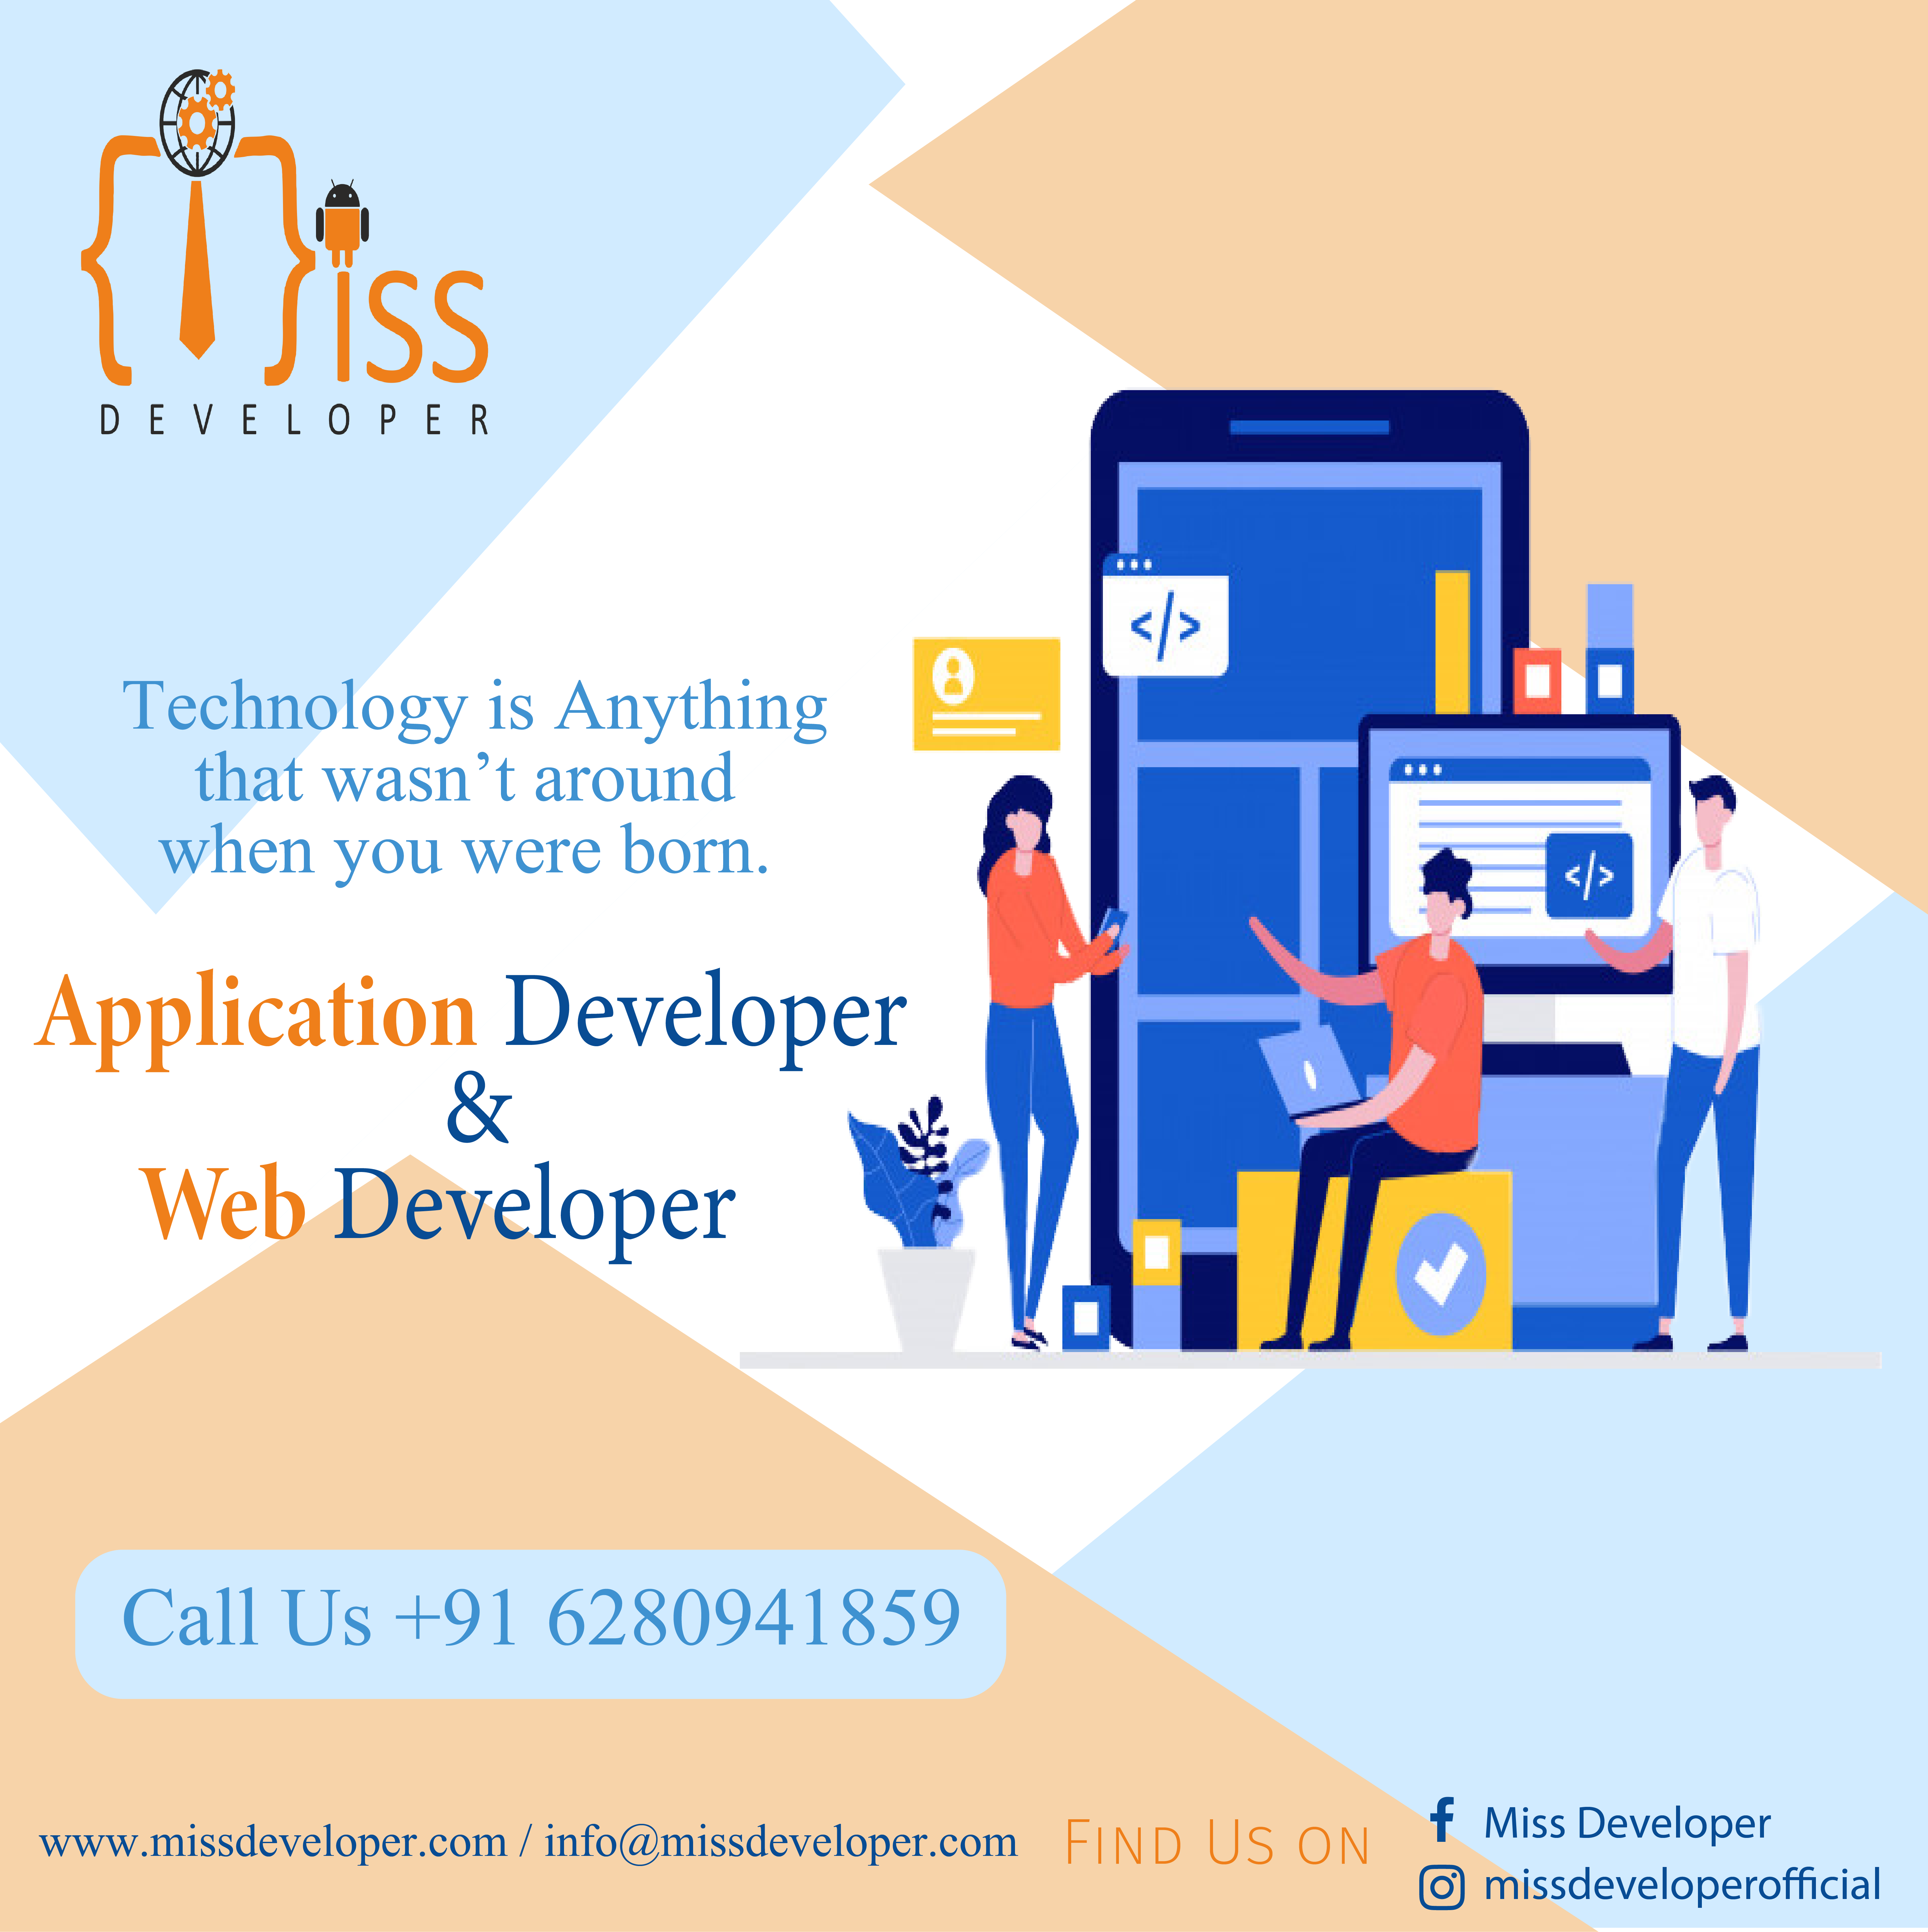 Miss
DEVELOPER
Technology is Anything
that wasn’t around
when you were born.
Application Developer
&
Web Developer
</>
</>
Call Us +91 6280941859
www.missdeveloper.com / info@missdeveloper.com
Find Us on
Miss Developer
missdeveloperofficial